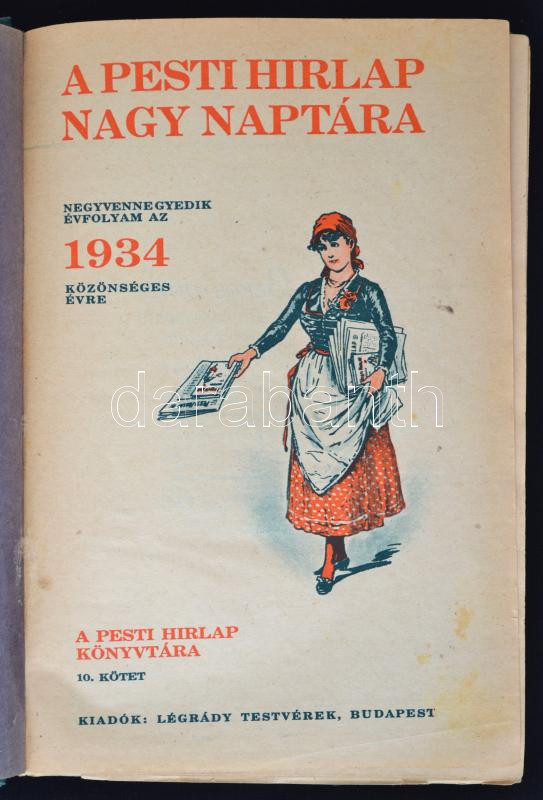 A PESTI HIRLAP
NAGY NAPTÁRA
NEGYVENNEGYEDIK
ÉVFOLYAM AZ
1934
KÖZÖNSÉGES
ÉVRE
darabanth
A PESTI HIRLAP
KÖNYVTÁRA
10. KÖTET
KIADÓK: LÉGRÁDY TESTVÉREK, BUDAPEST